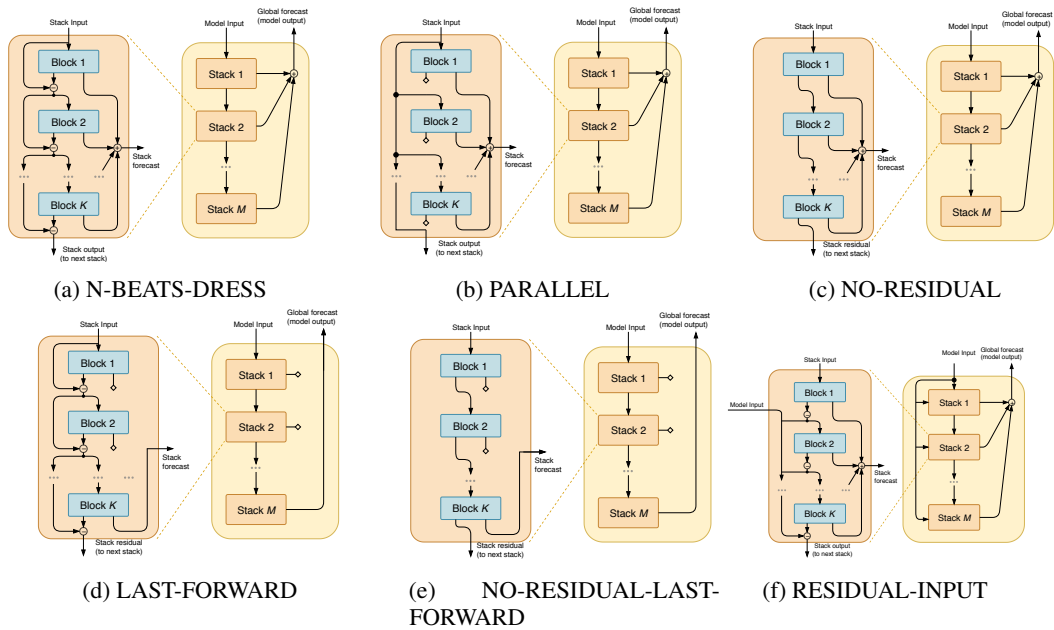 Stack Input
Model Input
Global forecast
(model output)
Block 1
Stack 1
Block 2
Stack 2
Stack
forecast
Block K
Stack M
Stack output
(to next stack)
(a) N-BEATS-DRESS
Stack Input
Model Input
Global forecast
(model output)
Block 1
Stack 1
Block 2
Stack 2
Stack
forecast
Block K
Stack M
Stack output
(to next stack)
(b) PARALLEL
Stack Input
Model Input
Global forecast
(model output)
Block 1
Stack 1
Block 2
Stack 2
Stack
forecast
Block K
Stack M
Stack residual
(to next stack)
(c) NO-RESIDUAL
Stack Input
Model Input
Global forecast
(model output)
Block 1
Stack 1
Block 2
Stack 2
Stack
forecast
Block K
Stack M
Stack residual
(to next stack)
(d) LAST-FORWARD
Stack Input
Model Input
Global forecast
(model output)
Block 1
Stack 1
Block 2
Stack 2
Stack
forecast
Block K
Stack M
Stack residual
(to next stack)
(e) NO-RESIDUAL-LAST-
FORWARD
Stack Input
Model Input
Global forecast
(model output)
Model Input
Block 1
Stack 1
Block 2
Stack 2
Stack
forecast
Block K
Stack M
Stack output
(to next stack)
(f) RESIDUAL-INPUT